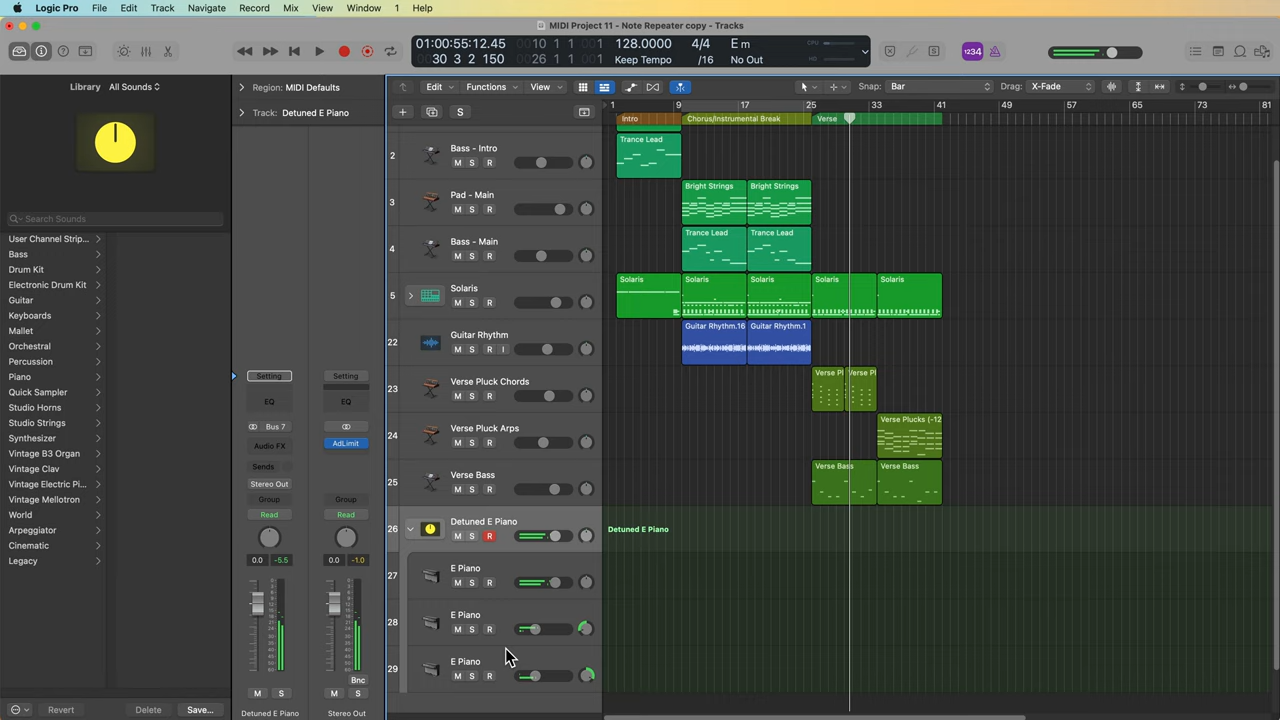 Logic Pro File Edit Track Navigate Record Mix View Window 1 Help
MIDI Project 11 - Note Repeater copy - Tracks
01:00:55:12.45 0010 1 1 001 128.0000 4/4 E m
30 3 2 150 0026 1 1 001 Keep Tempo /16 No Out
CPU
HD
1234
Library All Sounds
Region: MIDI Defaults
Track: Detuned E Piano
Edit Functions View
Snap: Bar
Drag: X-Fade
S
1 9 17 25 33 41 49 57 65 73 81
Intro Chorus/Instrumental Break Verse
Search Sounds
User Channel Strip...
Bass
Drum Kit
Electronic Drum Kit
Guitar
Keyboards
Mallet
Orchestral
Percussion
Piano
Quick Sampler
Studio Horns
Studio Strings
Synthesizer
Vintage B3 Organ
Vintage Clav
Vintage Electric Pi...
Vintage Mellotron
World
Arpeggiator
Cinematic
Legacy
Revert Delete Save...
Setting Setting
EQ EQ
Bus 7
Audio FX AdLimit
Sends
Stereo Out
Group Group
Read Read
0.0 -5.5 0.0 -1.0
Bnc
M S M S
Detuned E Piano Stereo Out
2 Bass - Intro
M S R
3 Pad - Main
M S R
4 Bass - Main
M S R
5 Solaris
M S R
22 Guitar Rhythm
M S R I
23 Verse Pluck Chords
M S R
24 Verse Pluck Arps
M S R
25 Verse Bass
M S R
26 Detuned E Piano
M S R
27 E Piano
M S R
28 E Piano
M S R
29 E Piano
M S R
Trance Lead
Bright Strings Bright Strings
Trance Lead Trance Lead
Solaris Solaris Solaris Solaris Solaris
Guitar Rhythm.16 Guitar Rhythm.1
Verse Pl Verse Pl
Verse Plucks (-12
Verse Bass Verse Bass
Detuned E Piano